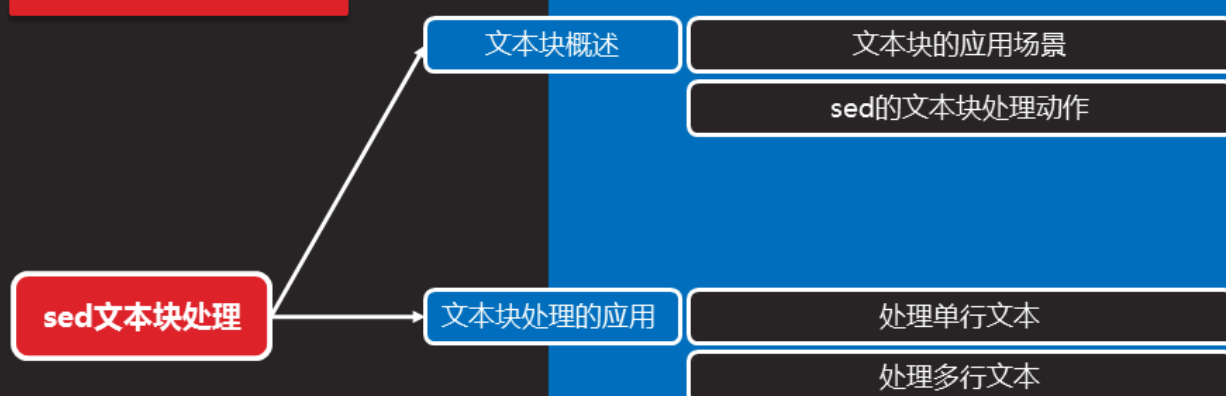 文本块概述
文本块的应用场景
sed的文本块处理动作
sed文本块处理
文本块处理的应用
处理单行文本
处理多行文本